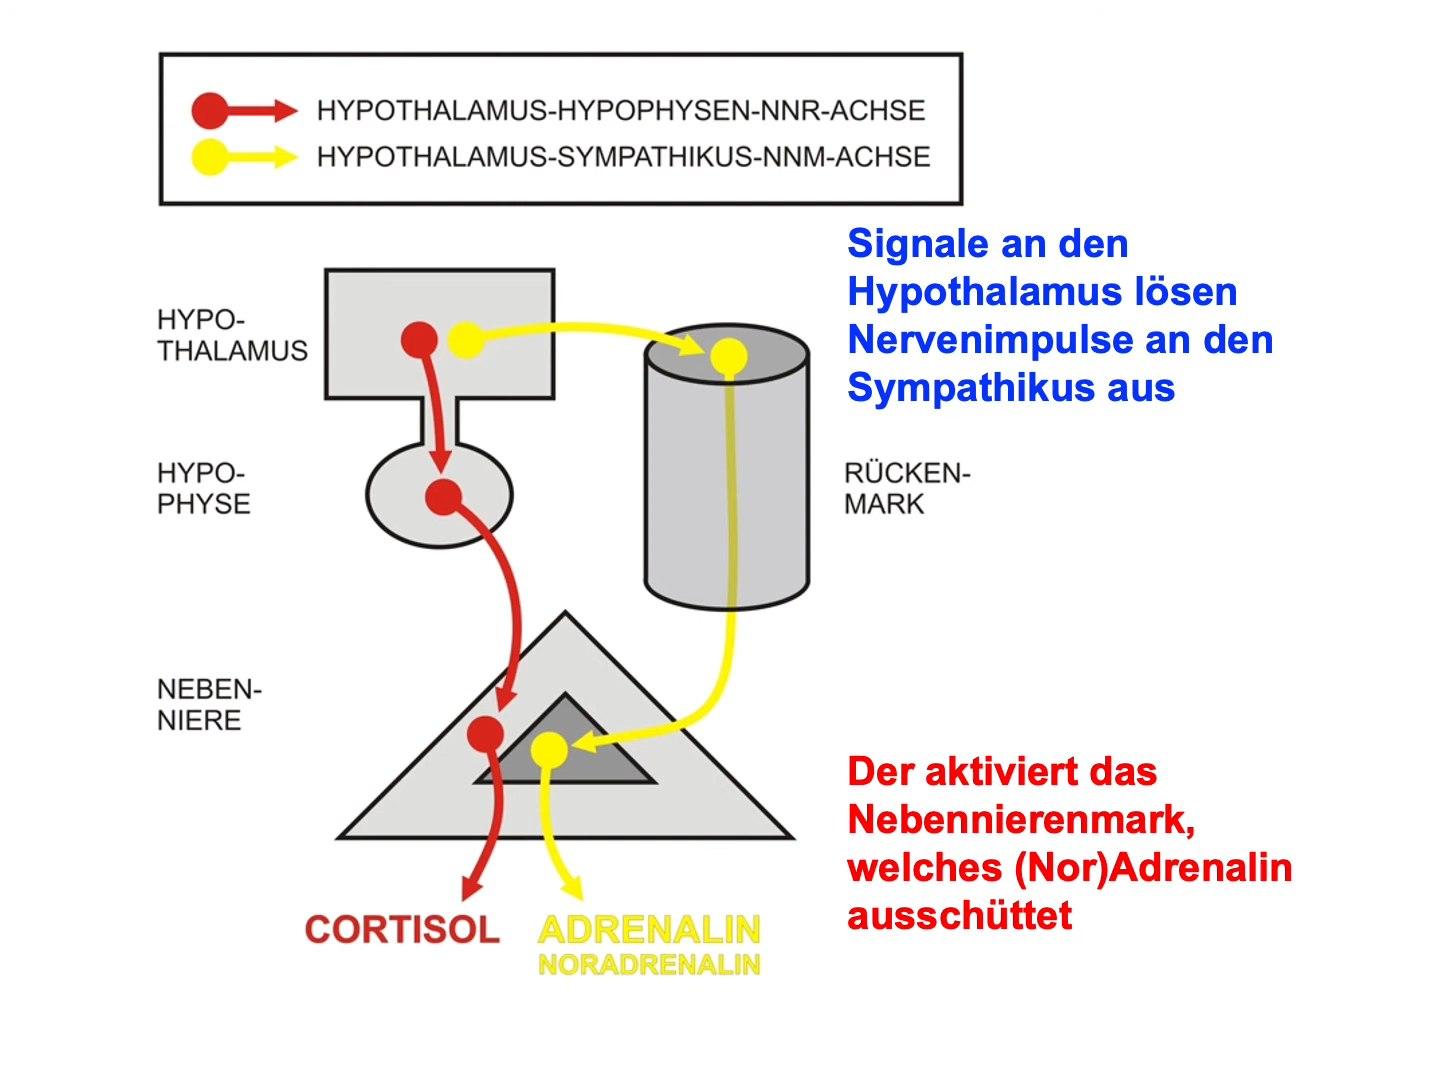 HYPOTHALAMUS-HYPOPHYSEN-NNR-ACHSE
HYPOTHALAMUS-SYMPATHIKUS-NNM-ACHSE
Signale an den
Hypothalamus lösen
Nervenimpulse an den
Sympathikus aus
HYPO-
THALAMUS
HYPO-
PHYSE
RÜCKEN-
MARK
NEBEN-
NIERE
Der aktiviert das
Nebennierenmark,
welches (Nor)Adrenalin
ausschüttet
CORTISOL
ADRENALIN
NORADRENALIN